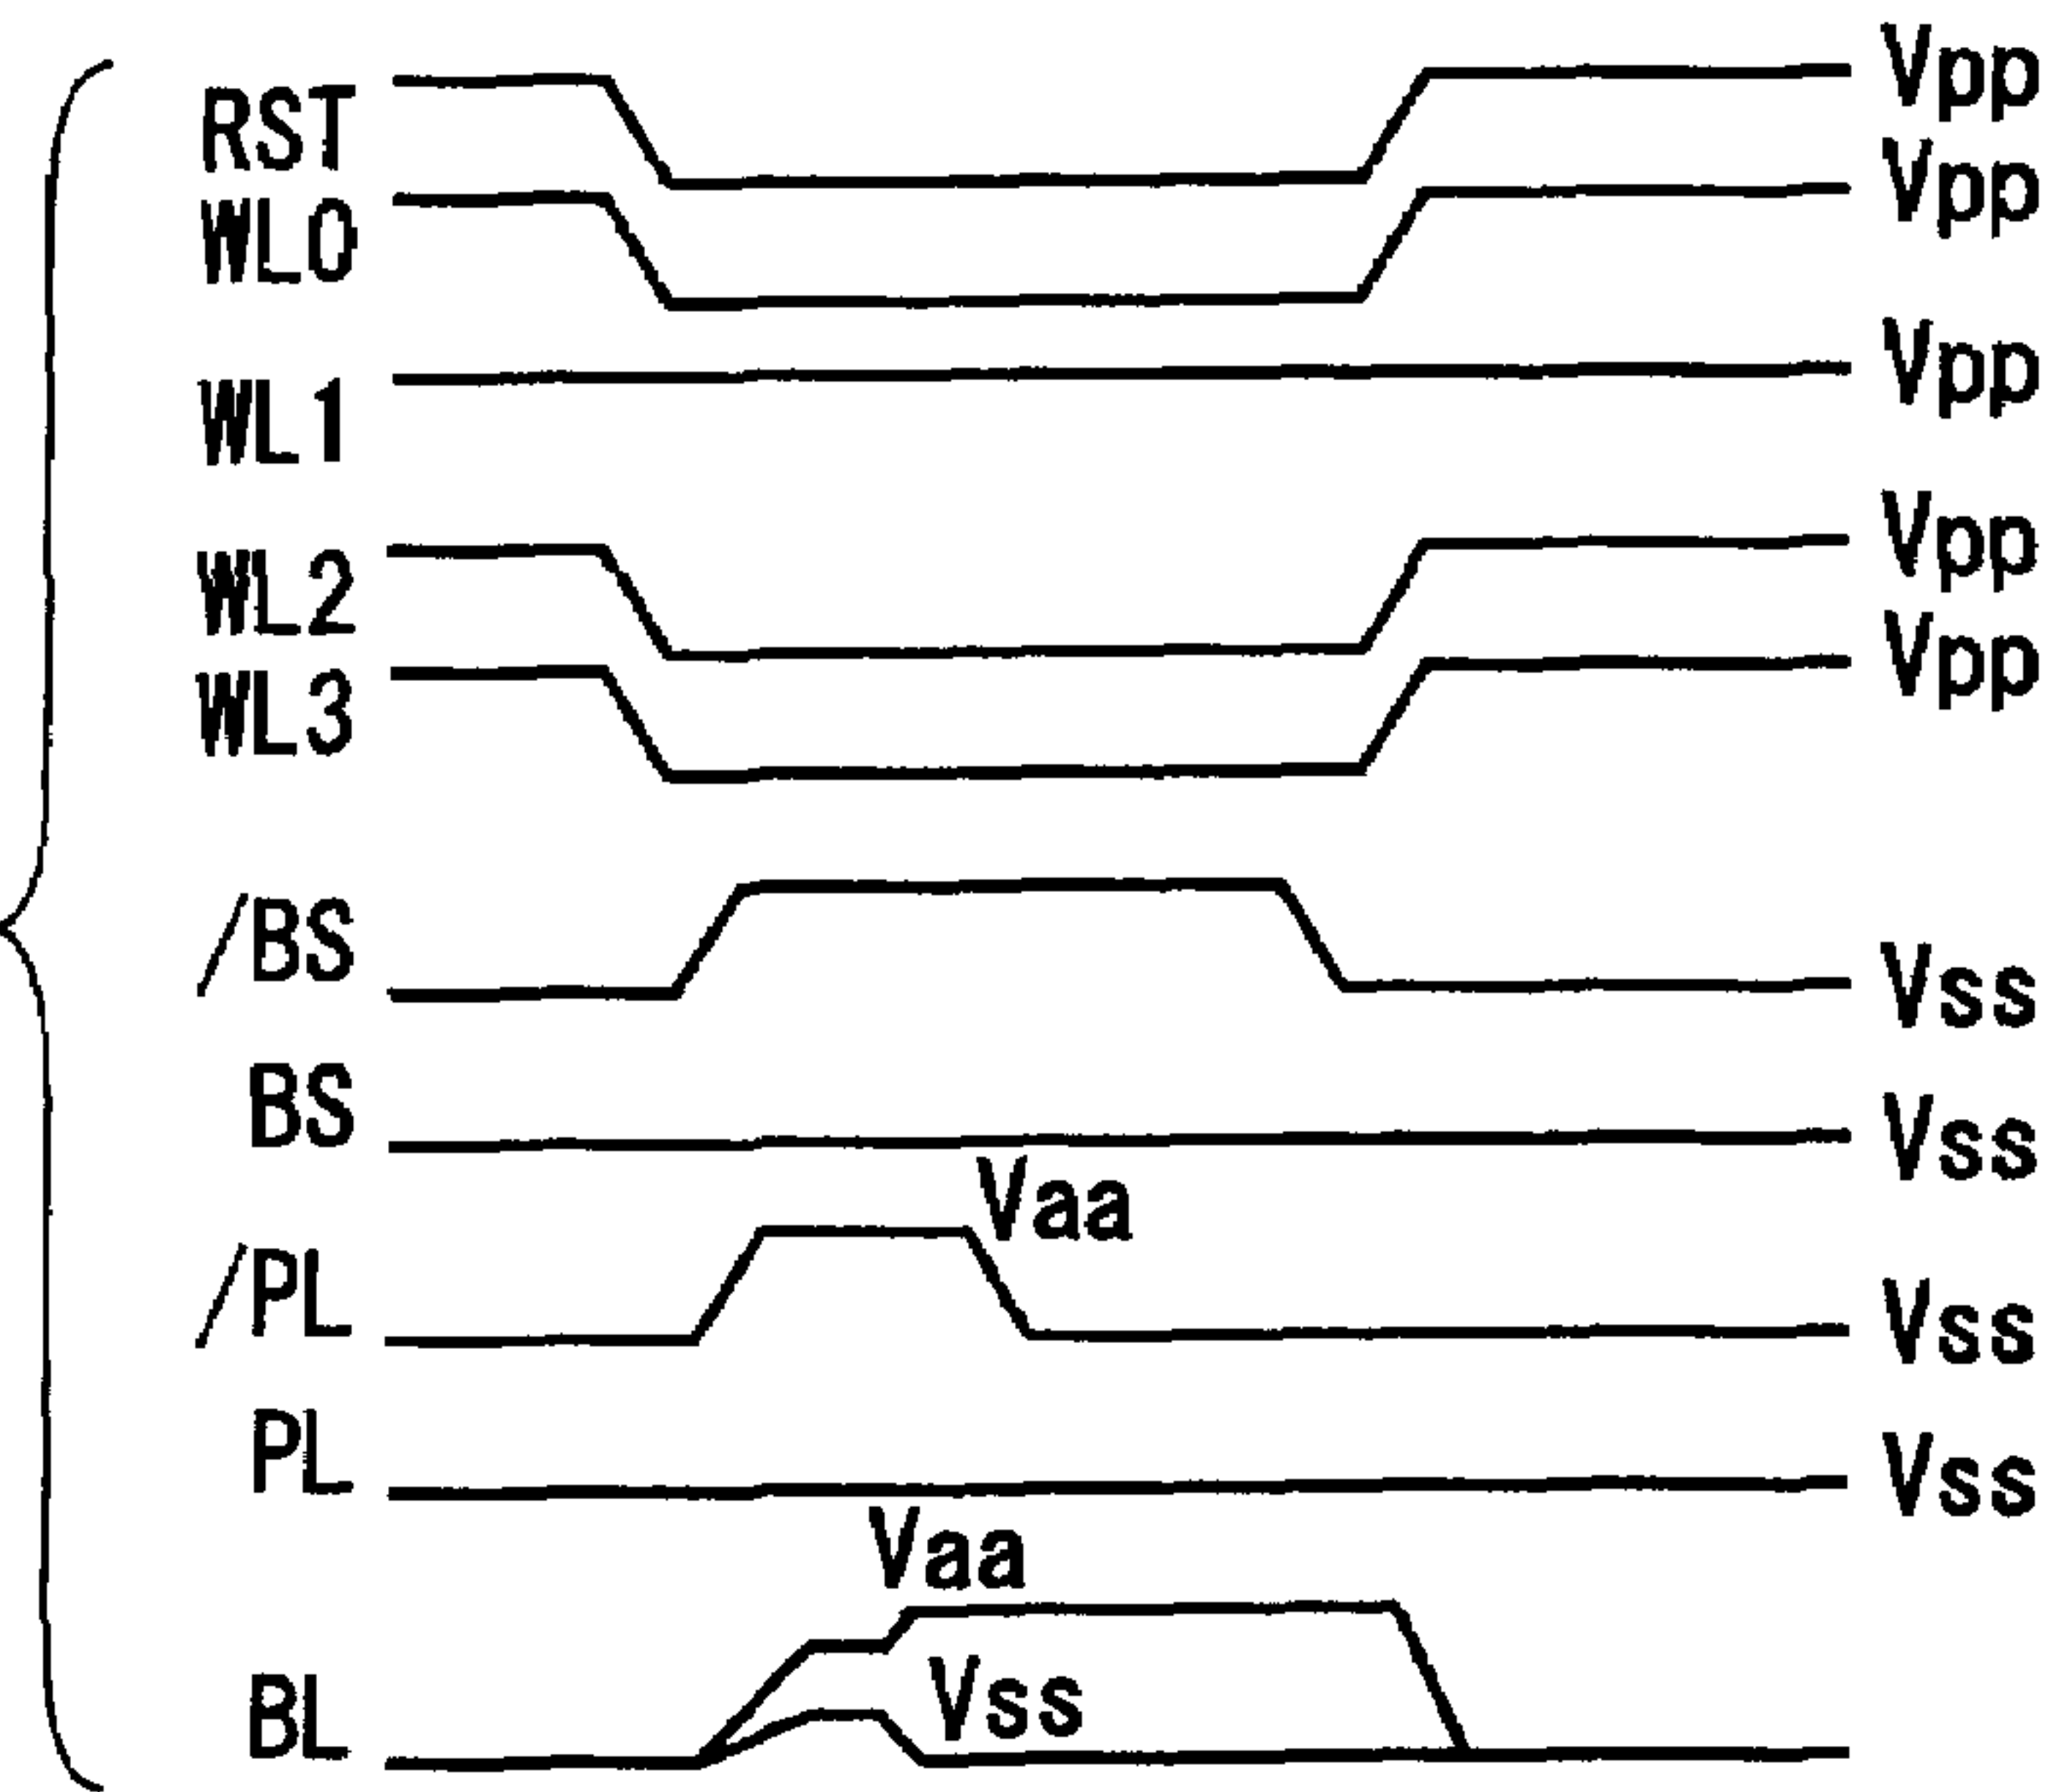 RST Vpp
WL0 Vpp
WL1 Vpp
WL2 Vpp
WL3 Vpp
/BS Vss
BS Vss
Vaa
/PL Vss
PL Vss
Vaa
Vss
BL